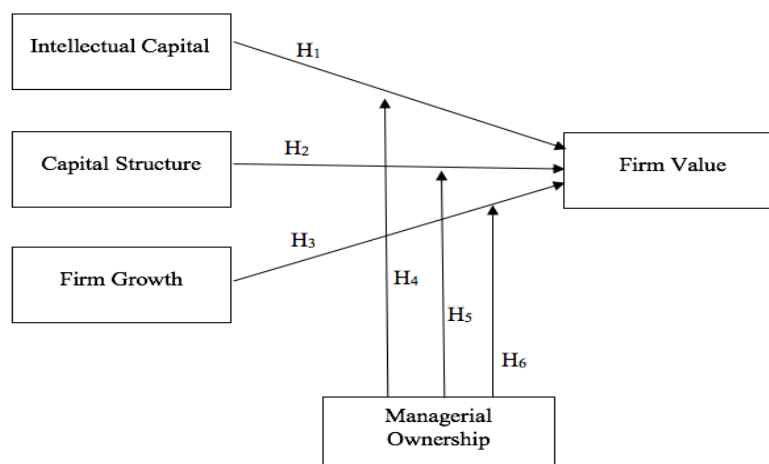 Intellectual Capital
H₁
Capital Structure
H₂
Firm Value
H₃
Firm Growth
H₄
H₅
H₆
Managerial
Ownership